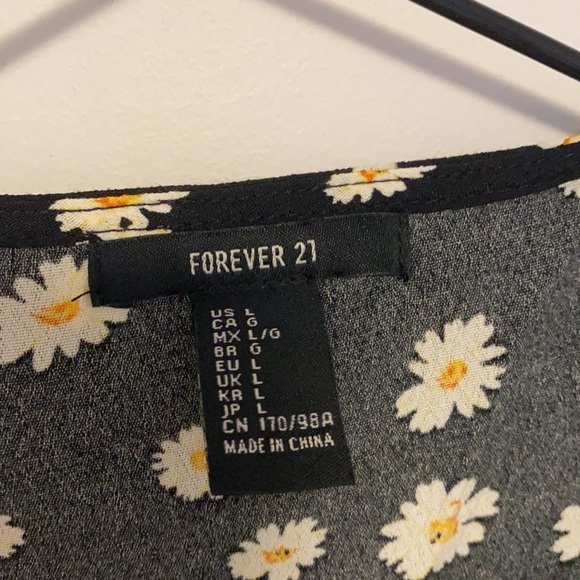 FOREVER 21
US L
CA G
MX L/G
BR G
EU L
UK L
KR L
JP L
CN 170/98A
MADE IN CHINA